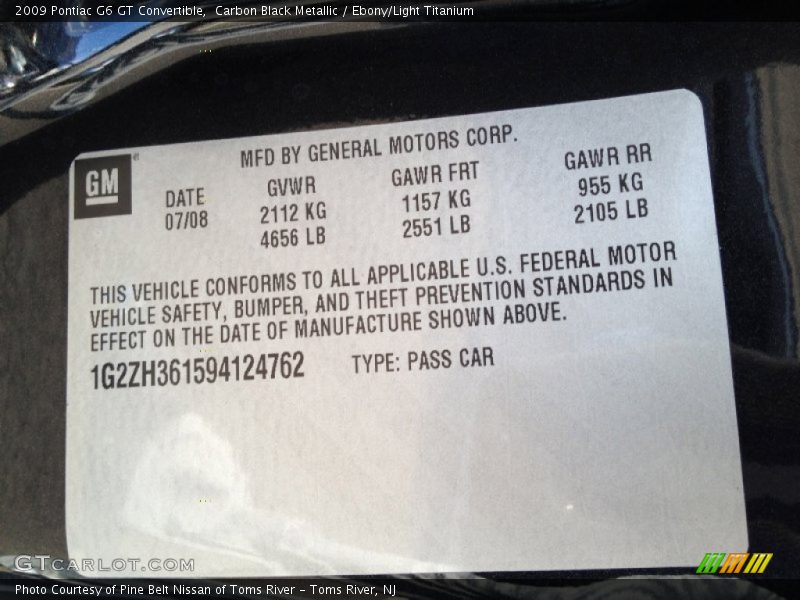 2009 Pontiac G6 GT Convertible,  Carbon Black Metallic / Ebony/Light Titanium
MFD BY GENERAL MOTORS CORP.
GM
DATE GVWR GAWR FRT GAWR RR
07/08 2112 KG 1157 KG 955 KG
4656 LB 2551 LB 2105 LB
THIS VEHICLE CONFORMS TO ALL APPLICABLE U.S. FEDERAL MOTOR
VEHICLE SAFETY, BUMPER, AND THEFT PREVENTION STANDARDS IN
EFFECT ON THE DATE OF MANUFACTURE SHOWN ABOVE.
1G2ZH361594124762 TYPE: PASS CAR
GTCARLOT.COM
Photo Courtesy of Pine Belt Nissan of Toms River – Toms River, NJ